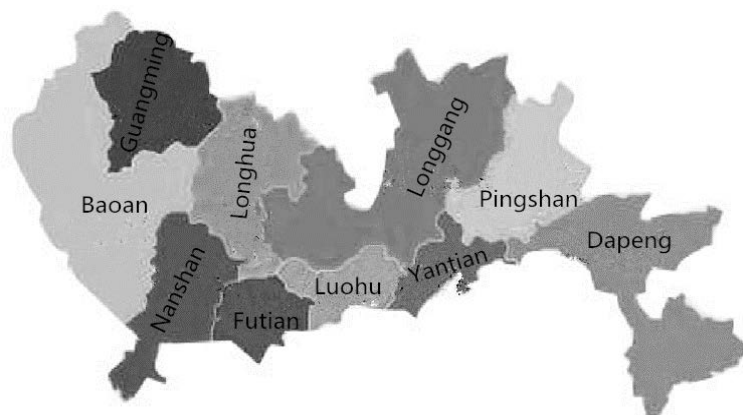 Guangming
Longgang
Longhua
Pingshan
Baoan
Dapeng
Yantian
Nanshan
Luohu
Futian